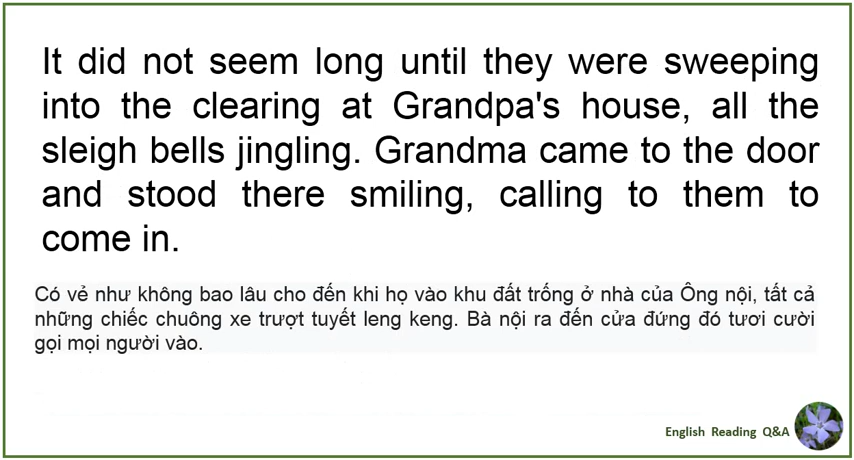 It did not seem long until they were sweeping
into the clearing at Grandpa's house, all the
sleigh bells jingling. Grandma came to the door
and stood there smiling, calling to them to
come in.
Có vẻ như không bao lâu cho đến khi họ vào khu đất trống ở nhà của Ông nội, tất cả
những chiếc chuông xe trượt tuyết leng keng. Bà nội ra đến cửa đứng đó tươi cười
gọi mọi người vào.
English Reading Q&A